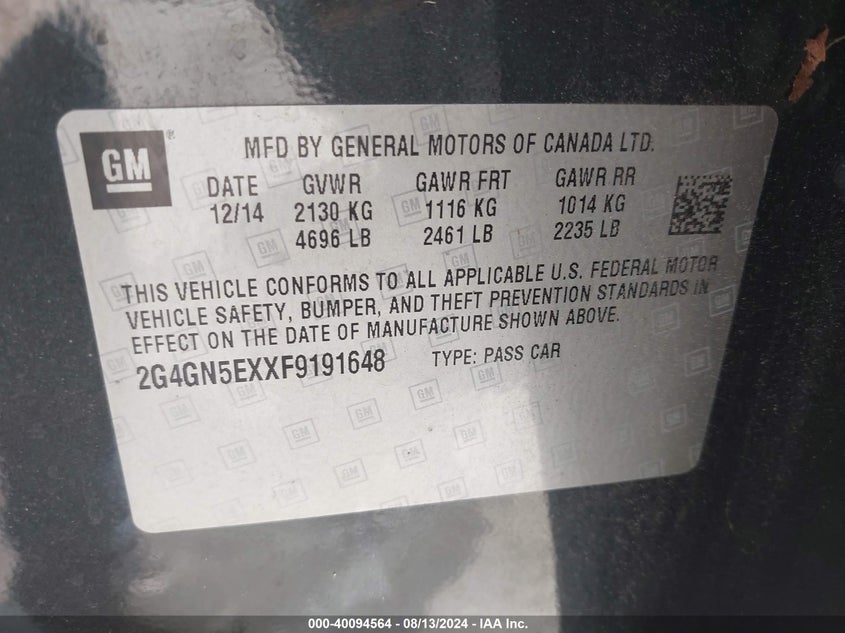 GM®
MFD BY GENERAL MOTORS OF CANADA LTD.
DATE GVWR GAWR FRT GAWR RR
12/14 2130 KG 1116 KG 1014 KG
4696 LB 2461 LB 2235 LB
THIS VEHICLE CONFORMS TO ALL APPLICABLE U.S. FEDERAL MOTOR
VEHICLE SAFETY, BUMPER, AND THEFT PREVENTION STANDARDS IN
EFFECT ON THE DATE OF MANUFACTURE SHOWN ABOVE.
2G4GN5EXXF9191648 TYPE: PASS CAR
000-40094564 - 08/13/2024 - IAA Inc.